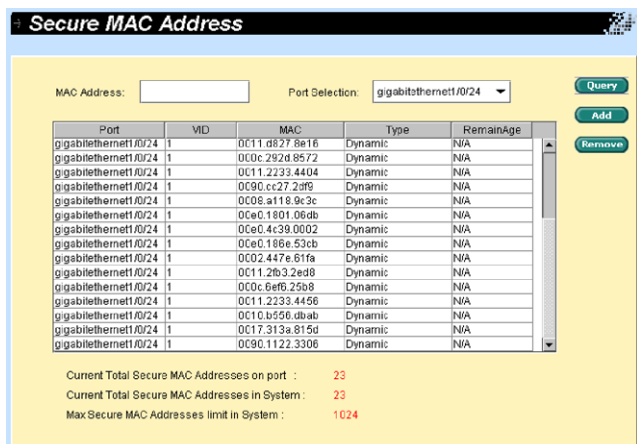 Secure MAC Address
MAC Address: Port Selection: gigabitethernet1/0/24 Query
Add
Remove
Port VID MAC Type RemainAge
gigabitethernet1/0/24 1 0011.d827.8e16 Dynamic N/A
gigabitethernet1/0/24 1 000c.292d.8572 Dynamic N/A
gigabitethernet1/0/24 1 0011.2233.4404 Dynamic N/A
gigabitethernet1/0/24 1 0090.cc27.2df9 Dynamic N/A
gigabitethernet1/0/24 1 0008.a118.9c3c Dynamic N/A
gigabitethernet1/0/24 1 00e0.1801.06db Dynamic N/A
gigabitethernet1/0/24 1 00e0.4c39.0002 Dynamic N/A
gigabitethernet1/0/24 1 00e0.186e.53cb Dynamic N/A
gigabitethernet1/0/24 1 0002.447e.61fa Dynamic N/A
gigabitethernet1/0/24 1 0011.2fb3.2ed8 Dynamic N/A
gigabitethernet1/0/24 1 000c.6ef6.25b8 Dynamic N/A
gigabitethernet1/0/24 1 0011.2233.4456 Dynamic N/A
gigabitethernet1/0/24 1 0010.b556.dbab Dynamic N/A
gigabitethernet1/0/24 1 0017.313a.815d Dynamic N/A
gigabitethernet1/0/24 1 0090.1122.3306 Dynamic N/A
Current Total Secure MAC Addresses on port : 23
Current Total Secure MAC Addresses in System : 23
Max Secure MAC Addresses limit in System : 1024